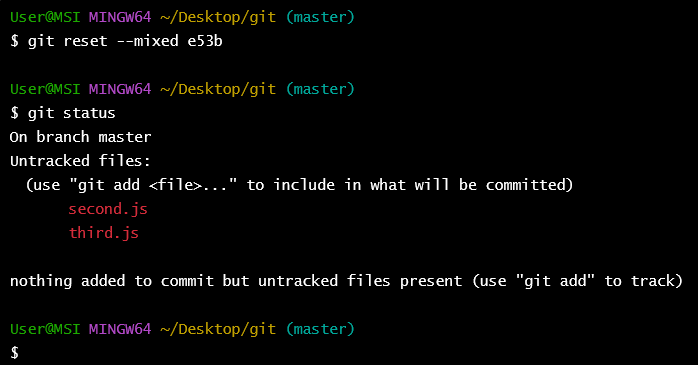 User@MSI MINGW64 ~/Desktop/git (master)
$ git reset --mixed e53b
User@MSI MINGW64 ~/Desktop/git (master)
$ git status
On branch master
Untracked files:
(use "git add <file>..." to include in what will be committed)
second.js
third.js
nothing added to commit but untracked files present (use "git add" to track)
User@MSI MINGW64 ~/Desktop/git (master)
$